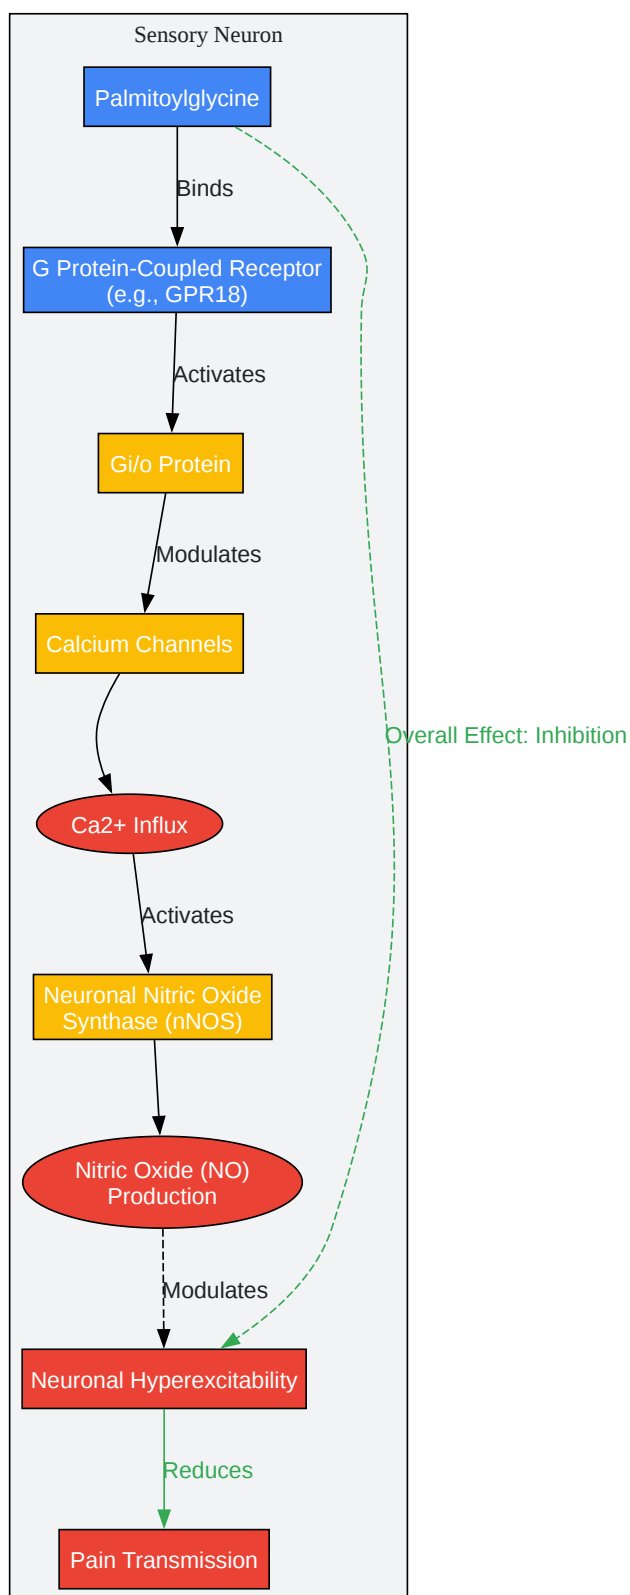 Sensory Neuron
Palmitoylglycine
Binds
G Protein-Coupled Receptor
(e.g., GPR18)
Activates
Gi/o Protein
Modulates
Calcium Channels
Overall Effect: Inhibition
Ca2+ Influx
Activates
Neuronal Nitric Oxide
Synthase (nNOS)
Nitric Oxide (NO)
Production
Modulates
Neuronal Hyperexcitability
Reduces
Pain Transmission